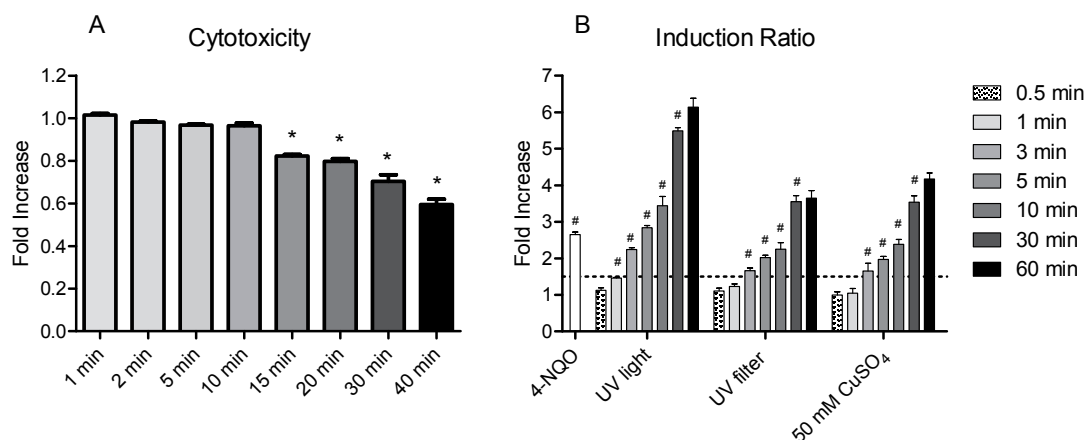 A
Cytotoxicity
Fold Increase
1.2
1.0
0.8
0.6
0.4
0.2
0.0
* * * *
1 min
2 min
5 min
10 min
15 min
20 min
30 min
40 min
B
Induction Ratio
Fold Increase
7
6
5
4
3
2
1
0
# # # # # # # # # # # # # #
4-NQO
UV light
UV filter
50 mM CuSO₄
0.5 min
1 min
3 min
5 min
10 min
30 min
60 min